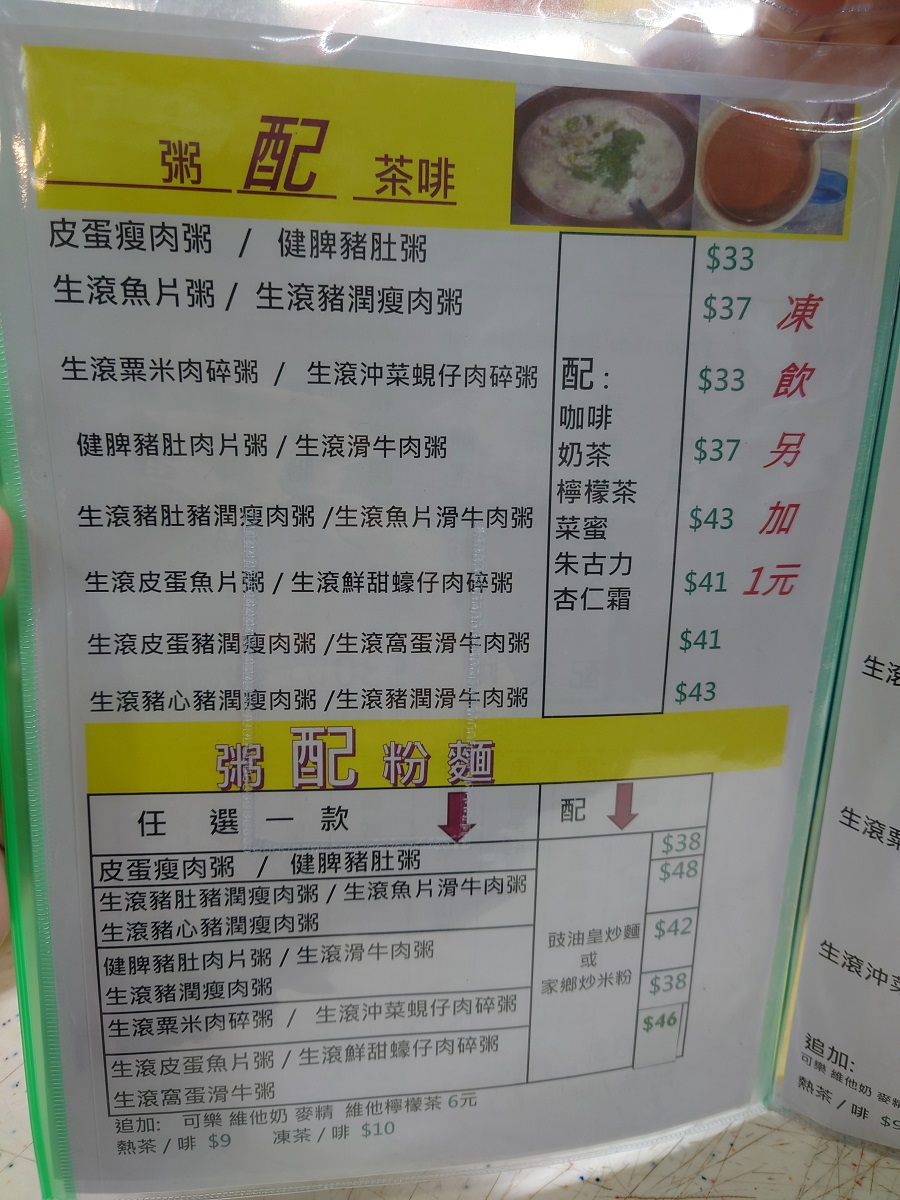 粥 配 茶啡
皮蛋瘦肉粥 / 健脾豬肚粥 $33
生滾魚片粥 / 生滾豬潤瘦肉粥 $37
生滾粟米肉碎粥 / 生滾沖菜蜆仔肉碎粥 $33
健脾豬肚肉片粥 / 生滾滑牛肉粥 $37
生滾豬肚豬潤瘦肉粥 /生滾魚片滑牛肉粥 $43
生滾皮蛋魚片粥 / 生滾鮮甜蠔仔肉碎粥 $41
生滾皮蛋豬潤瘦肉粥 /生滾窩蛋滑牛肉粥 $41
生滾豬心豬潤瘦肉粥 /生滾豬潤滑牛肉粥 $43
配 :
咖啡
奶茶
檸檬茶
菜蜜
朱古力
杏仁霜
凍
飲
另
加
1元
粥 配 粉 麵
任 選 一 款
配
皮蛋瘦肉粥 / 健脾豬肚粥 $38
生滾豬肚豬潤瘦肉粥 / 生滾魚片滑牛肉粥 $48
生滾豬心豬潤瘦肉粥
健脾豬肚肉片粥 / 生滾滑牛肉粥 $42
生滾豬潤瘦肉粥
生滾粟米肉碎粥 / 生滾沖菜蜆仔肉碎粥 $38
生滾皮蛋魚片粥 / 生滾鮮甜蠔仔肉碎粥 $46
生滾窩蛋滑牛肉粥
豉油皇炒麵
或
家鄉炒米粉
追加: 可樂 維他奶 麥精 維他檸檬茶 6元
熱茶 / 啡 $9 凍茶 / 啡 $10
生滾
生滾粟
生滾沖菜
追加:
可樂 維他奶 麥精
熱茶 / 啡 $9